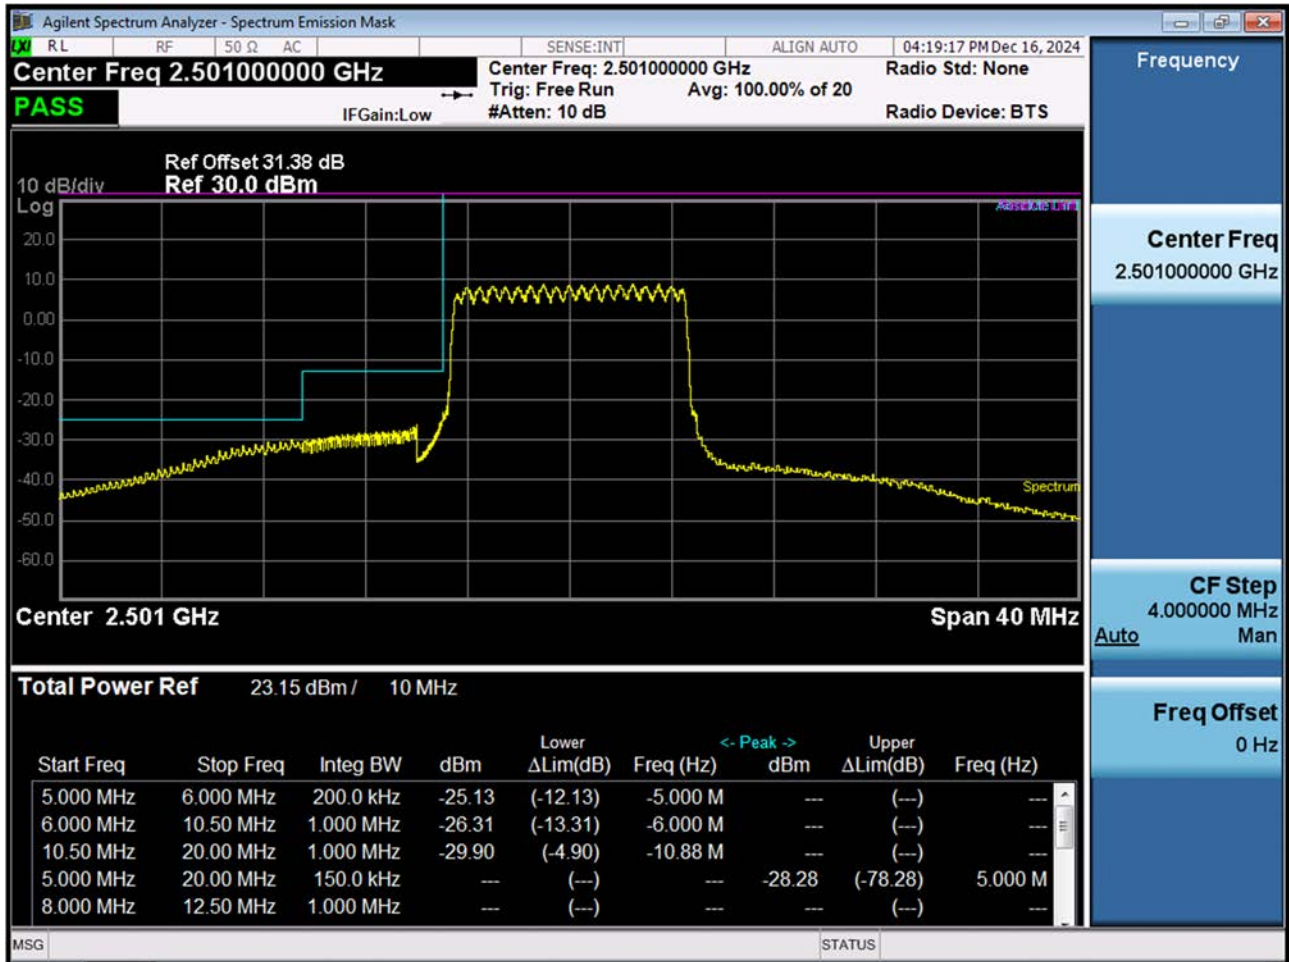 Agilent Spectrum Analyzer - Spectrum Emission Mask
LXI RL RF 50 Ω AC SENSE:INT ALIGN AUTO 04:19:17 PM Dec 16, 2024
Center Freq 2.501000000 GHz
Center Freq: 2.501000000 GHz Radio Std: None
Trig: Free Run Avg: 100.00% of 20
PASS IFGain:Low #Atten: 10 dB Radio Device: BTS
Ref Offset 31.38 dB
10 dB/div Ref 30.0 dBm
Log
Absolute Limit
20.0
10.0
0.00
-10.0
-20.0
-30.0
-40.0
Spectrum
-50.0
-60.0
Center 2.501 GHz Span 40 MHz
Total Power Ref 23.15 dBm / 10 MHz
Lower <- Peak -> Upper
Start Freq Stop Freq Integ BW dBm ΔLim(dB) Freq (Hz) dBm ΔLim(dB) Freq (Hz)
5.000 MHz 6.000 MHz 200.0 kHz -25.13 (-12.13) -5.000 M --- (---) ---
6.000 MHz 10.50 MHz 1.000 MHz -26.31 (-13.31) -6.000 M --- (---) ---
10.50 MHz 20.00 MHz 1.000 MHz -29.90 (-4.90) -10.88 M --- (---) ---
5.000 MHz 20.00 MHz 150.0 kHz --- (---) --- -28.28 (-78.28) 5.000 M
8.000 MHz 12.50 MHz 1.000 MHz --- (---) --- --- (---) ---
MSG STATUS
Frequency
Center Freq
2.501000000 GHz
CF Step
4.000000 MHz
Auto Man
Freq Offset
0 Hz